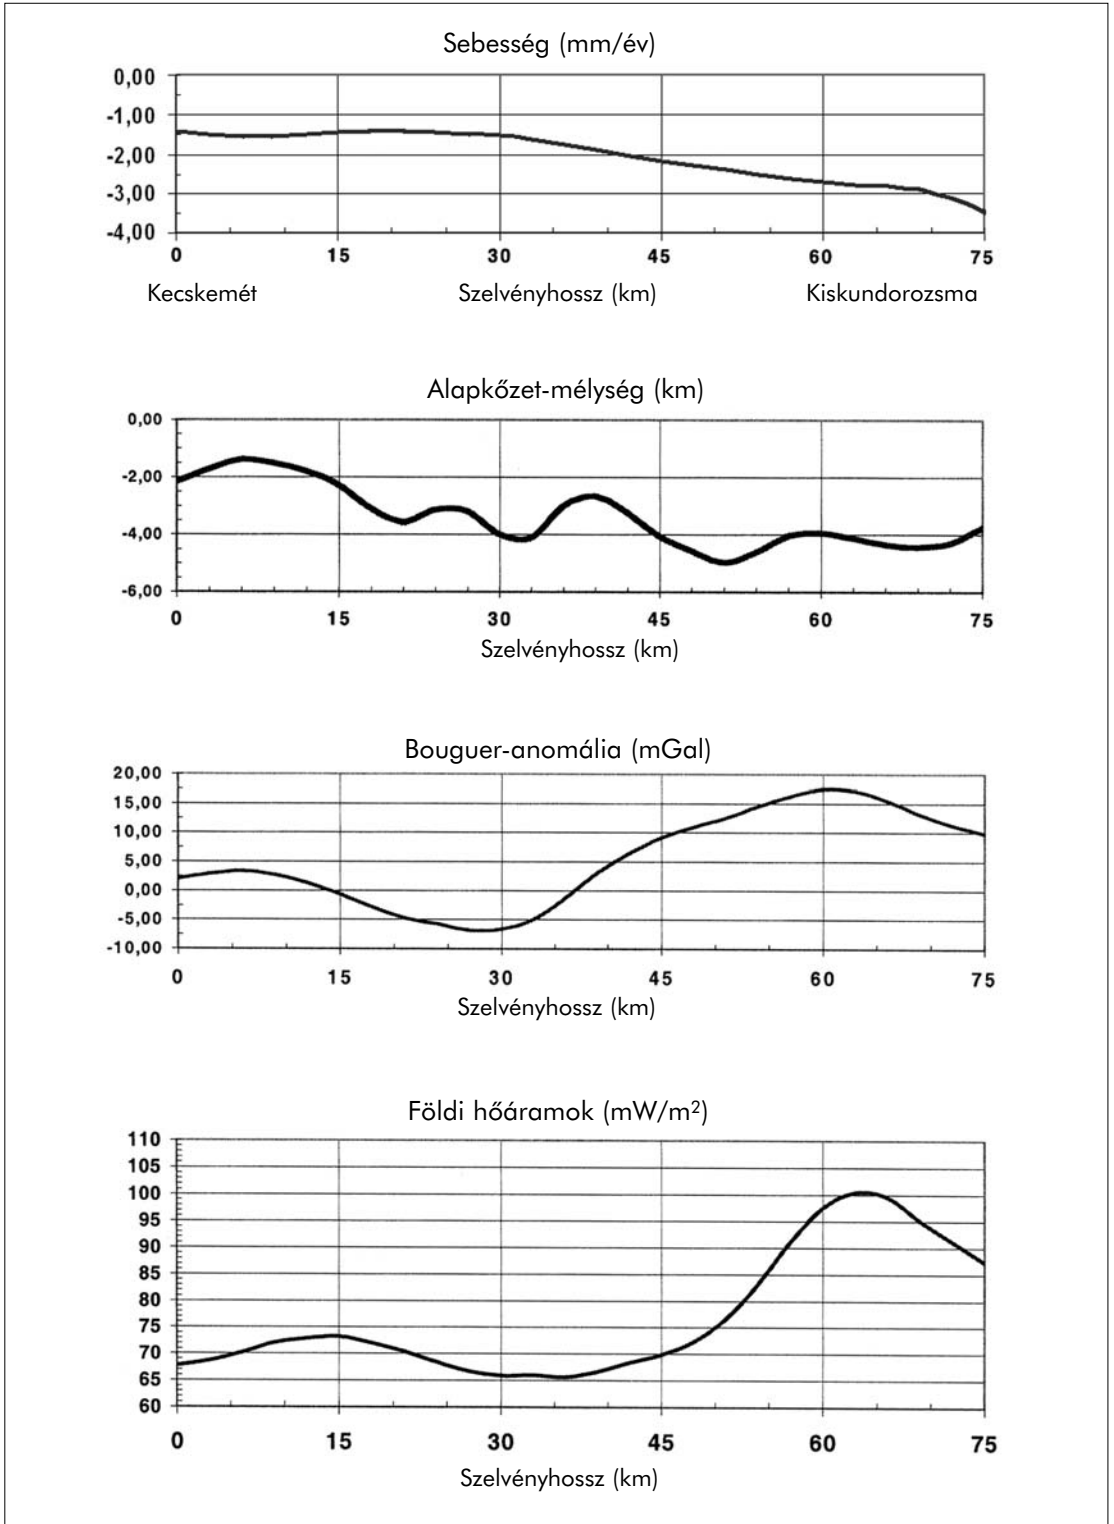 Sebesség (mm/év)
0,00
-1,00
-2,00
-3,00
-4,00
0 15 30 45 60 75
Kecskemét Szelvényhossz (km) Kiskundorozsma
Alapkőzet-mélység (km)
0,00
-2,00
-4,00
-6,00
0 15 30 45 60 75
Szelvényhossz (km)
Bouguer-anomália (mGal)
20,00
15,00
10,00
5,00
0,00
-5,00
-10,00
0 15 30 45 60 75
Szelvényhossz (km)
Földi hőáramok (mW/m²)
110
105
100
95
90
85
80
75
70
65
60
0 15 30 45 60 75
Szelvényhossz (km)